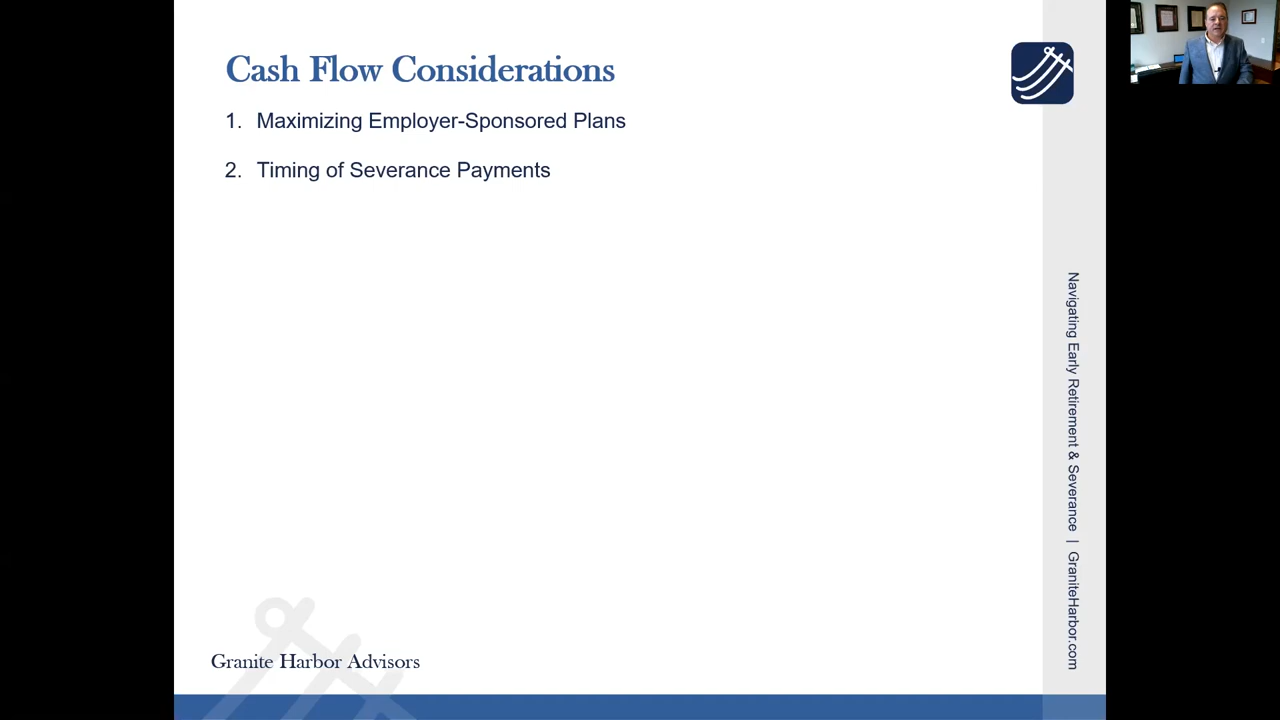 Cash Flow Considerations
1. Maximizing Employer-Sponsored Plans
2. Timing of Severance Payments
Navigating Early Retirement & Severance | GraniteHarbor.com
Granite Harbor Advisors